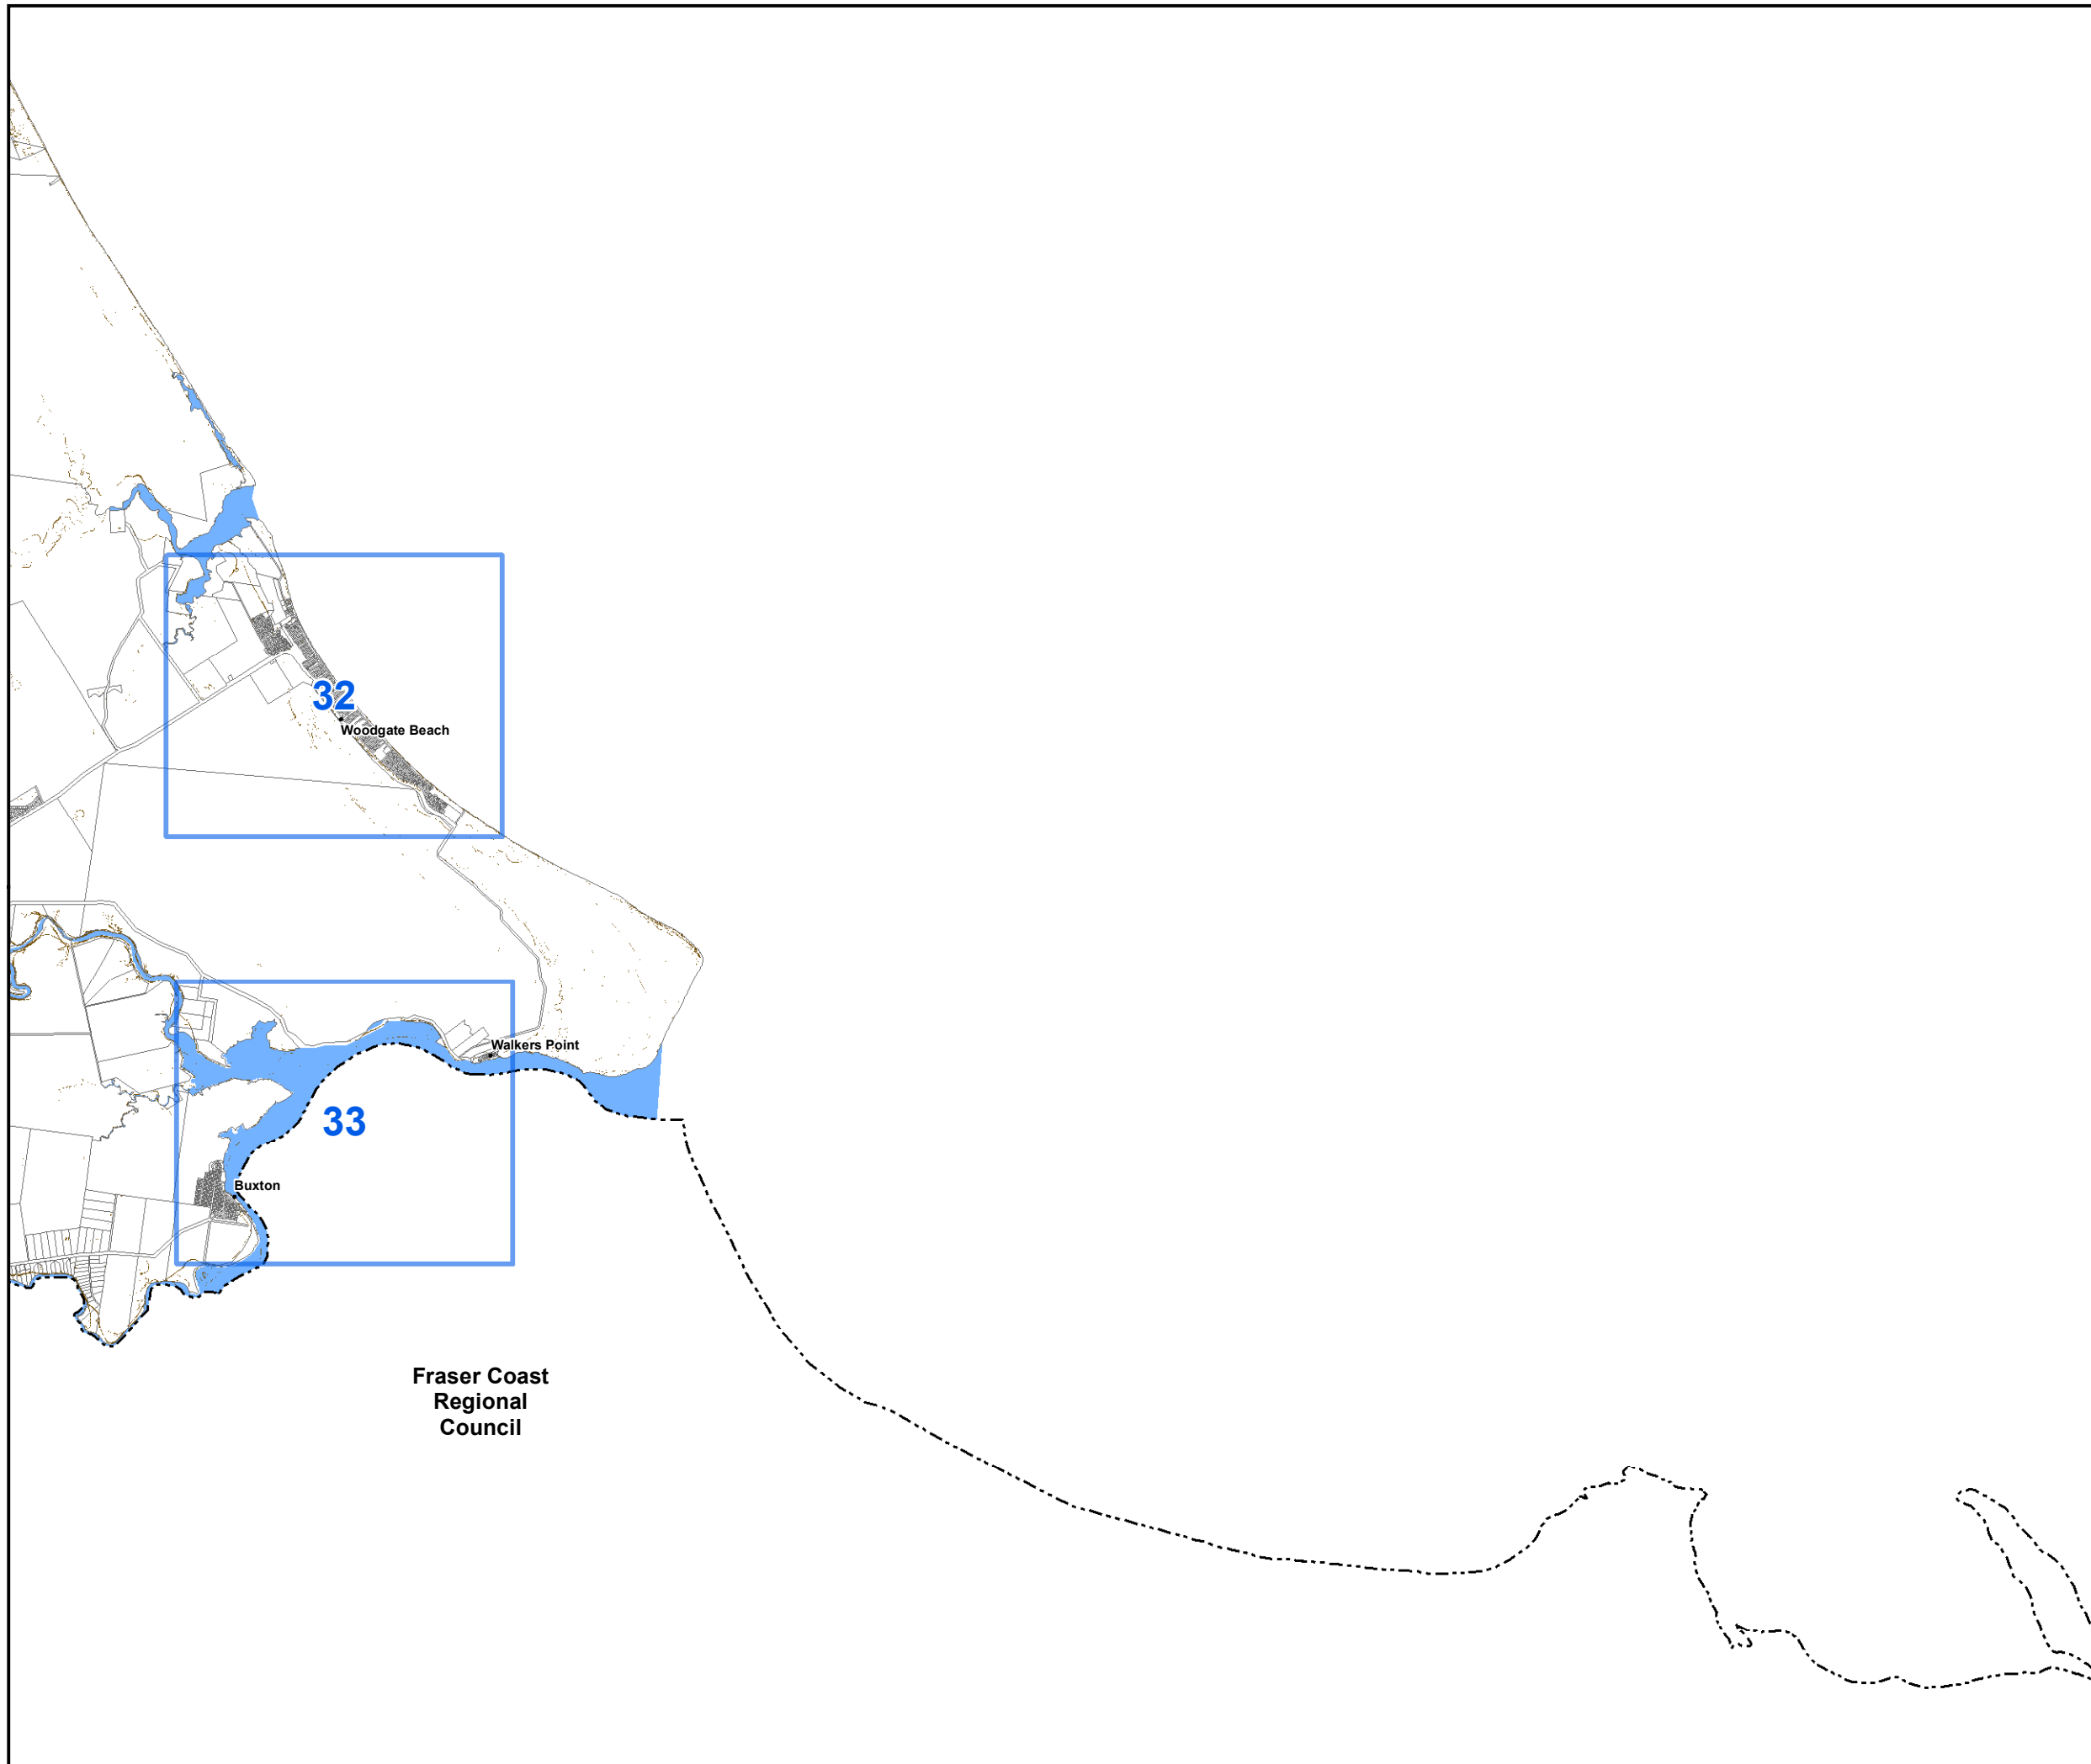 32
Woodgate Beach
Walkers Point
33
Buxton
Fraser Coast
Regional
Council